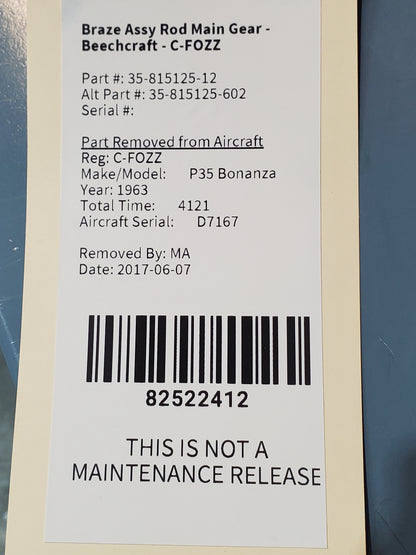 Braze Assy Rod Main Gear -
Beechcraft - C-FOZZ
Part #: 35-815125-12
Alt Part #: 35-815125-602
Serial #:
Part Removed from Aircraft
Reg: C-FOZZ
Make/Model: P35 Bonanza
Year: 1963
Total Time: 4121
Aircraft Serial: D7167
Removed By: MA
Date: 2017-06-07
82522412
THIS IS NOT A
MAINTENANCE RELEASE